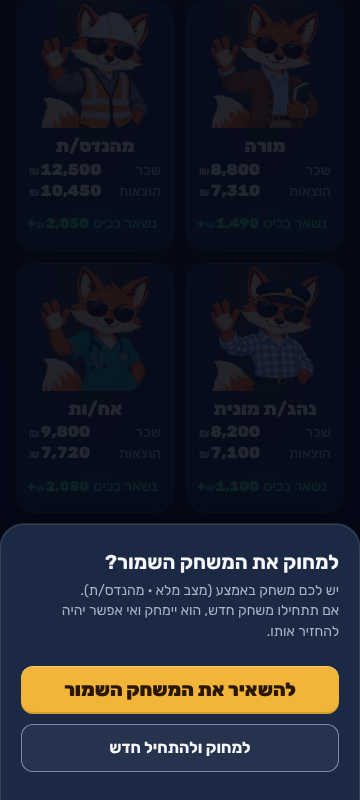 מורה
שכר 8,800 ₪
הוצאות 7,310 ₪
נשאר בכיס 1,490 ₪+
מהנדס/ת
שכר 12,500 ₪
הוצאות 10,450 ₪
נשאר בכיס 2,050 ₪+
נהג/ת מונית
שכר 8,200 ₪
הוצאות 7,100 ₪
נשאר בכיס 1,100 ₪+
אח/ות
שכר 9,800 ₪
הוצאות 7,720 ₪
נשאר בכיס 2,080 ₪+
למחוק את המשחק השמור?
יש לכם משחק באמצע (מצב מלא · מהנדס/ת).
אם תתחילו משחק חדש, הוא יימחק ואי אפשר יהיה
להחזיר אותו.
להשאיר את המשחק השמור
למחוק ולהתחיל חדש